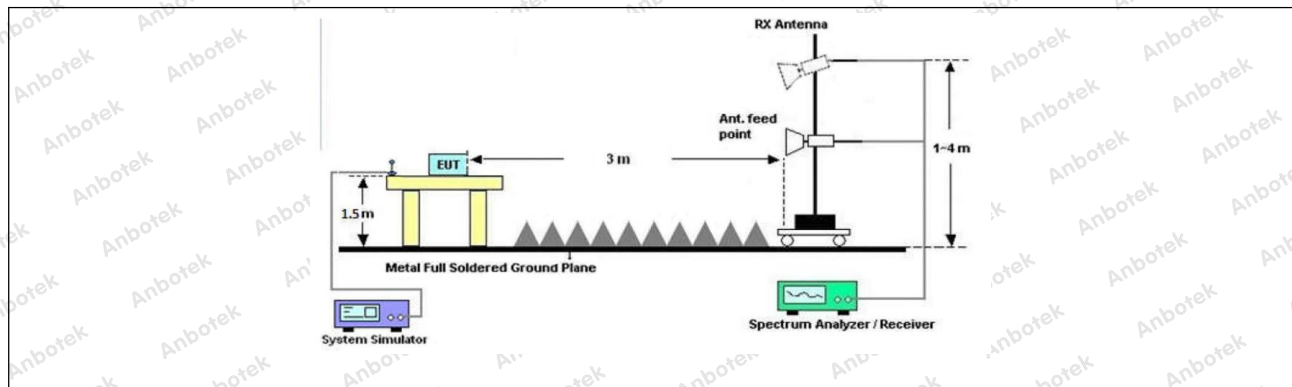 RX Antenna
Ant. feed
point
1~4 m
3 m
EUT
1.5 m
Metal Full Soldered Ground Plane
System Simulator
Spectrum Analyzer / Receiver
Anbotek